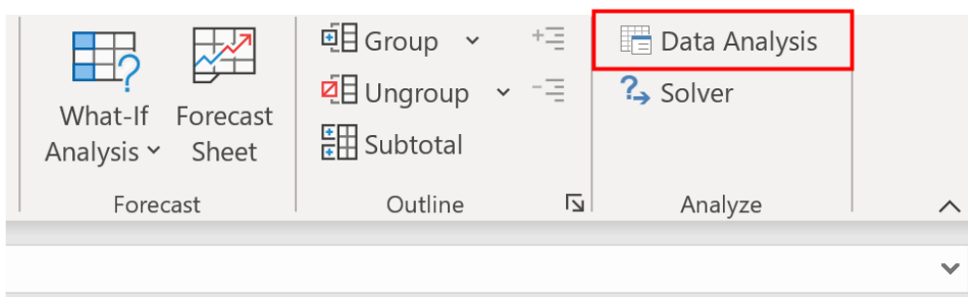 What-If
Analysis
Forecast
Sheet
Forecast
Group
Ungroup
Subtotal
Outline
Data Analysis
Solver
Analyze